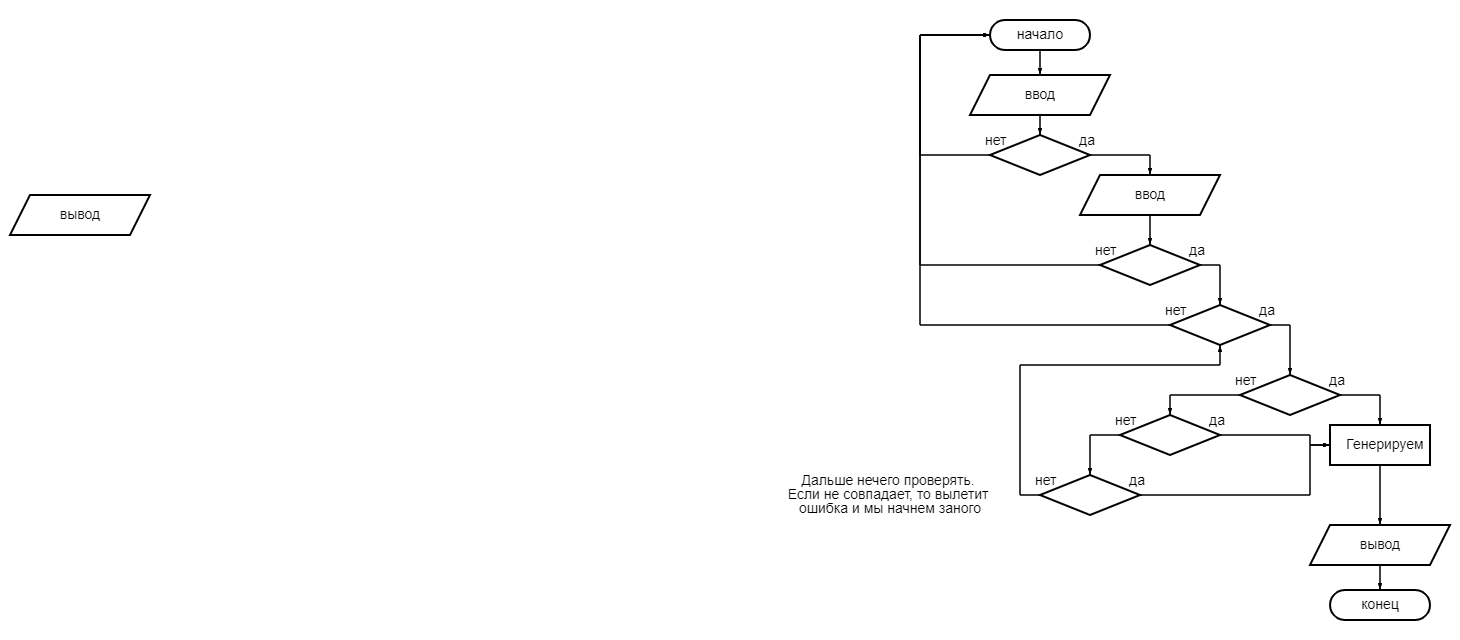 начало
ввод
нет
да
вывод
ввод
нет
да
нет
да
нет
да
нет
да
Генерируем
Дальше нечего проверять.
Если не совпадает, то вылетит
ошибка и мы начнем заного
нет
да
вывод
конец